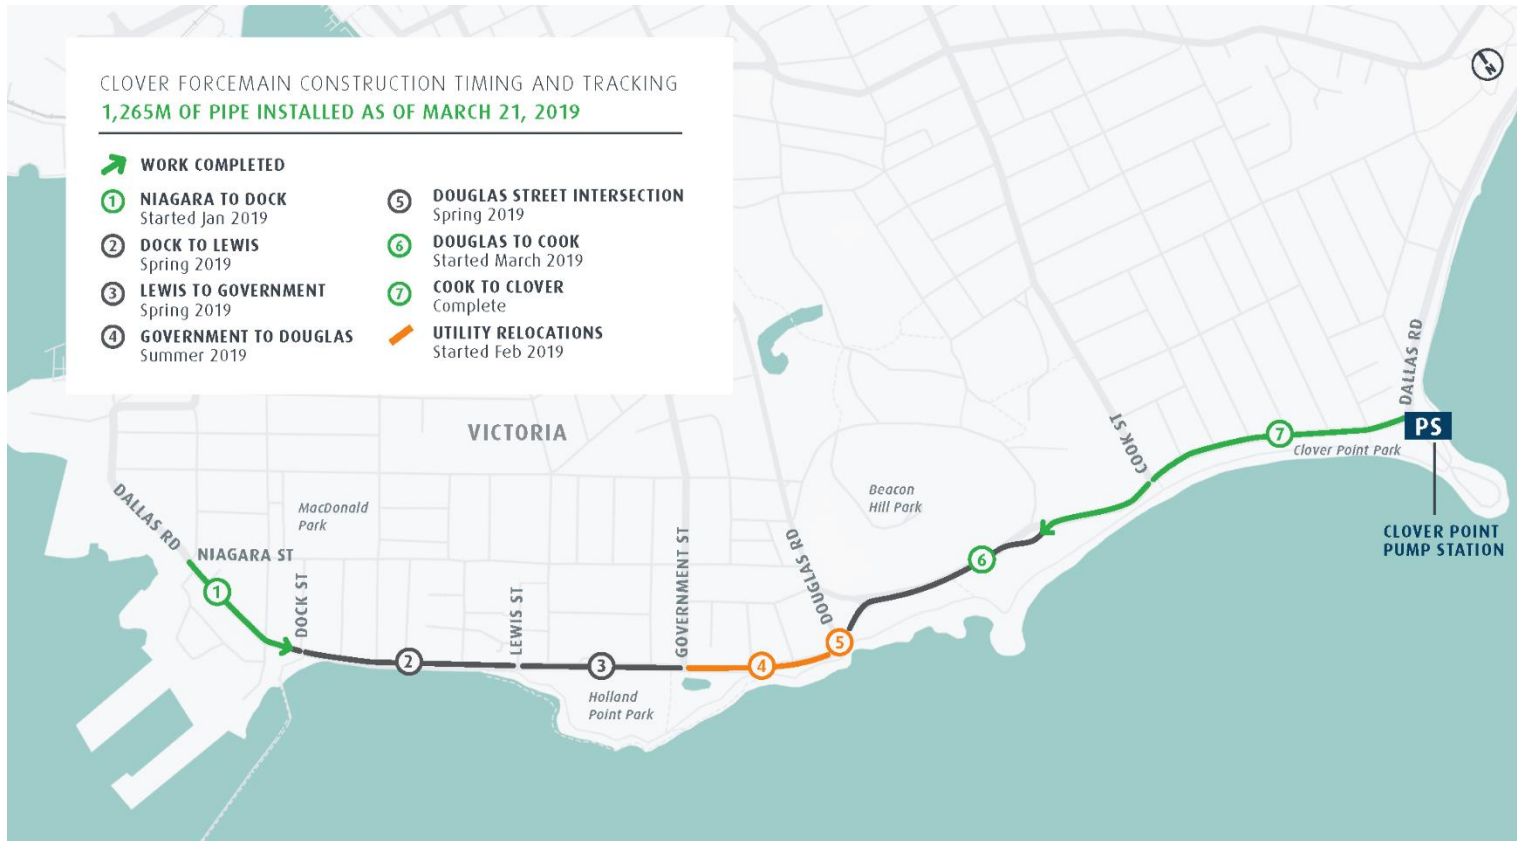 CLOVER FORCEMAIN CONSTRUCTION TIMING AND TRACKING
1,265M OF PIPE INSTALLED AS OF MARCH 21, 2019
WORK COMPLETED
1 NIAGARA TO DOCK
Started Jan 2019
2 DOCK TO LEWIS
Spring 2019
3 LEWIS TO GOVERNMENT
Spring 2019
4 GOVERNMENT TO DOUGLAS
Summer 2019
5 DOUGLAS STREET INTERSECTION
Spring 2019
6 DOUGLAS TO COOK
Started March 2019
7 COOK TO CLOVER
Complete
UTILITY RELOCATIONS
Started Feb 2019
N
VICTORIA
DALLAS RD
PS
CLOVER POINT
PUMP STATION
7
Clover Point Park
COOK ST
Beacon
Hill Park
6
DOUGLAS RD
5
4
GOVERNMENT ST
3
Holland
Point Park
LEWIS ST
2
DOCK ST
MacDonald
Park
NIAGARA ST
1
DALLAS RD